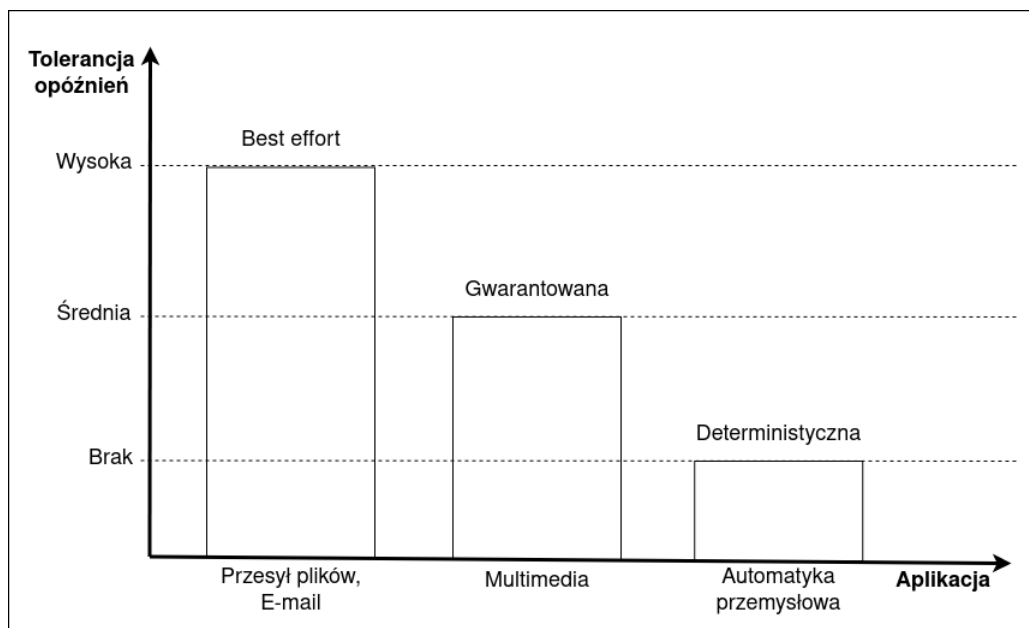 Tolerancja
opóźnień
Best effort
Wysoka
Gwarantowana
Średnia
Deterministyczna
Brak
Przesył plików,
E-mail
Multimedia
Automatyka
przemysłowa
Aplikacja